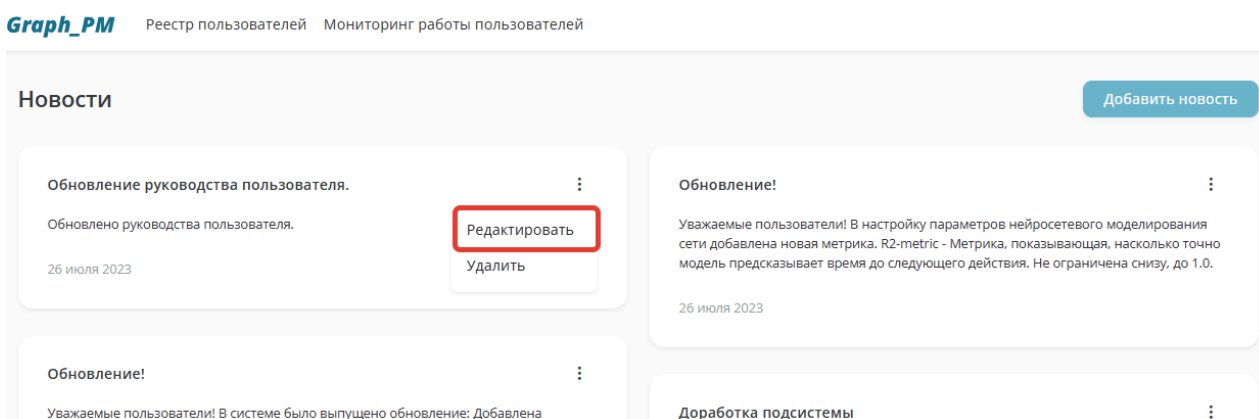 Graph_PM Реестр пользователей Мониторинг работы пользователей
Новости
Добавить новость
Обновление руководства пользователя.
Обновлено руководства пользователя.
26 июля 2023
Редактировать
Удалить
Обновление!
Уважаемые пользователи! В настройку параметров нейросетевого моделирования
сети добавлена новая метрика. R2-metric - Метрика, показывающая, насколько точно
модель предсказывает время до следующего действия. Не ограничена снизу, до 1.0.
26 июля 2023
Обновление!
Уважаемые пользователи! В системе было выпущено обновление: Добавлена
Доработка подсистемы